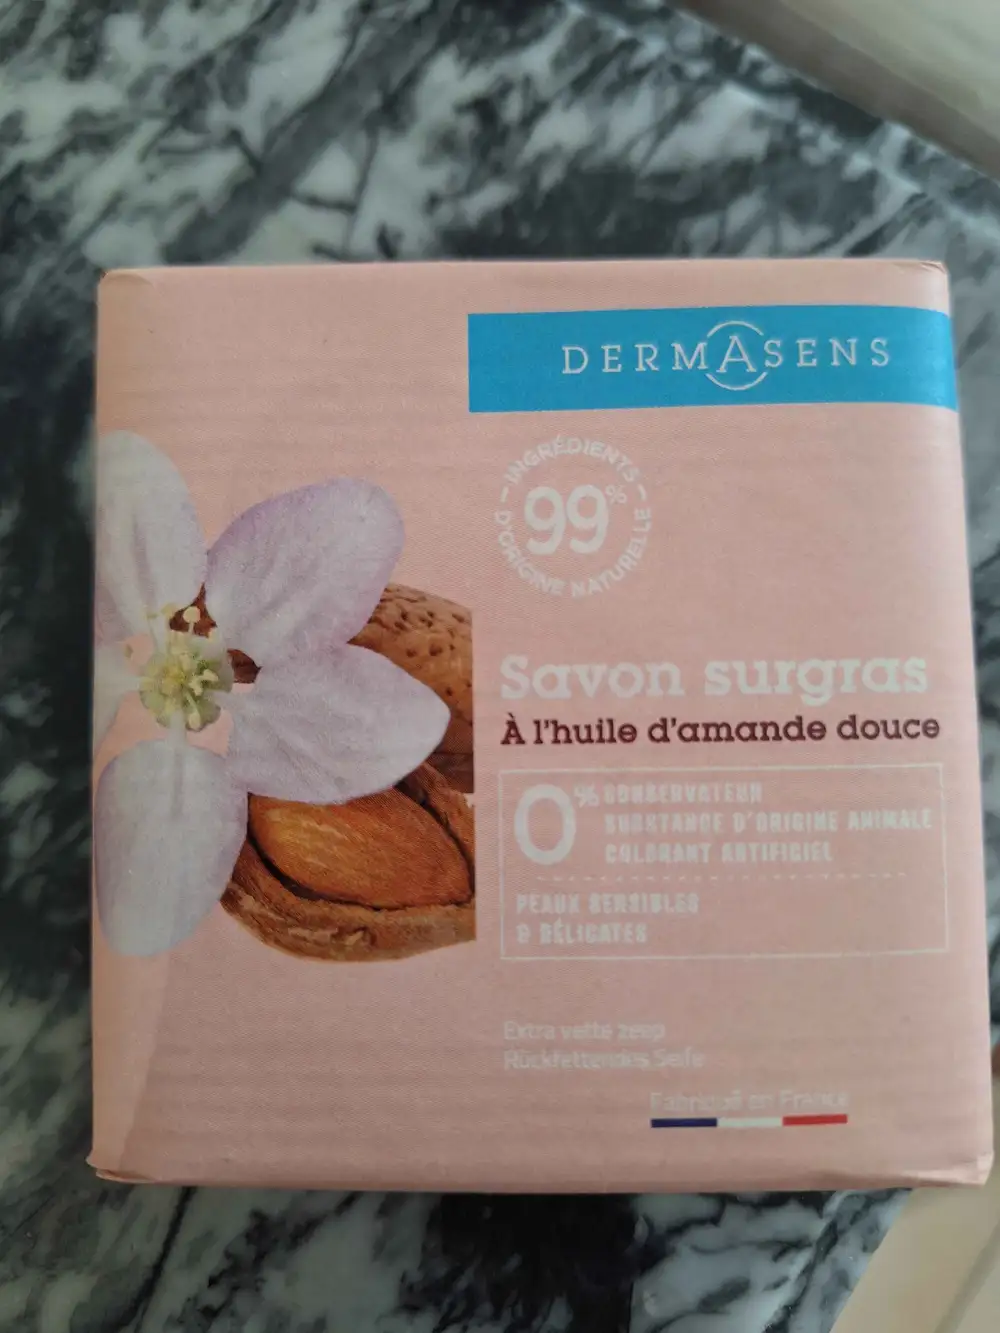 DERMASENS
INGRÉDIENTS
99%
D'ORIGINE NATURELLE
Savon surgras
À l'huile d'amande douce
0% CONSERVATEUR
SUBSTANCE D'ORIGINE ANIMALE
COLORANT ARTIFICIEL
PEAUX SENSIBLES
& DÉLICATES
Extra vette zeep
Rückfettendes Seife
Fabriqué en France